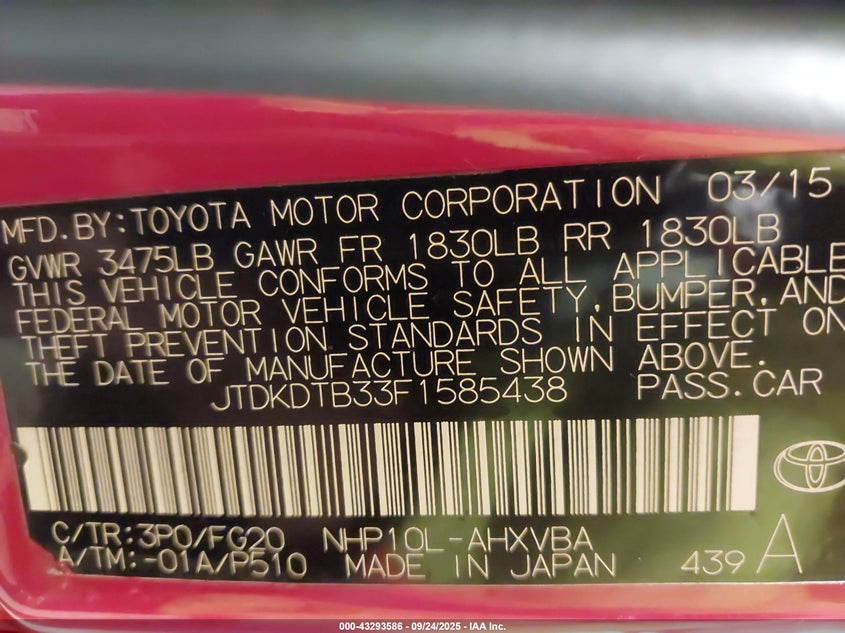 MFD.BY:TOYOTA MOTOR CORPORATION 03/15
GVWR 3475LB GAWR FR 1830LB RR 1830LB
THIS VEHICLE CONFORMS TO ALL APPLICABLE
FEDERAL MOTOR VEHICLE SAFETY,BUMPER,AND
THEFT PREVENTION STANDARDS IN EFFECT ON
THE DATE OF MANUFACTURE SHOWN ABOVE.
JTDKDTB33F1585438 PASS.CAR
C/TR:3P0/FG20 NHP10L-AHXVBA
A/TM:-01A/P510 MADE IN JAPAN 439 A
000-43293586 - 09/24/2025 - IAA Inc.